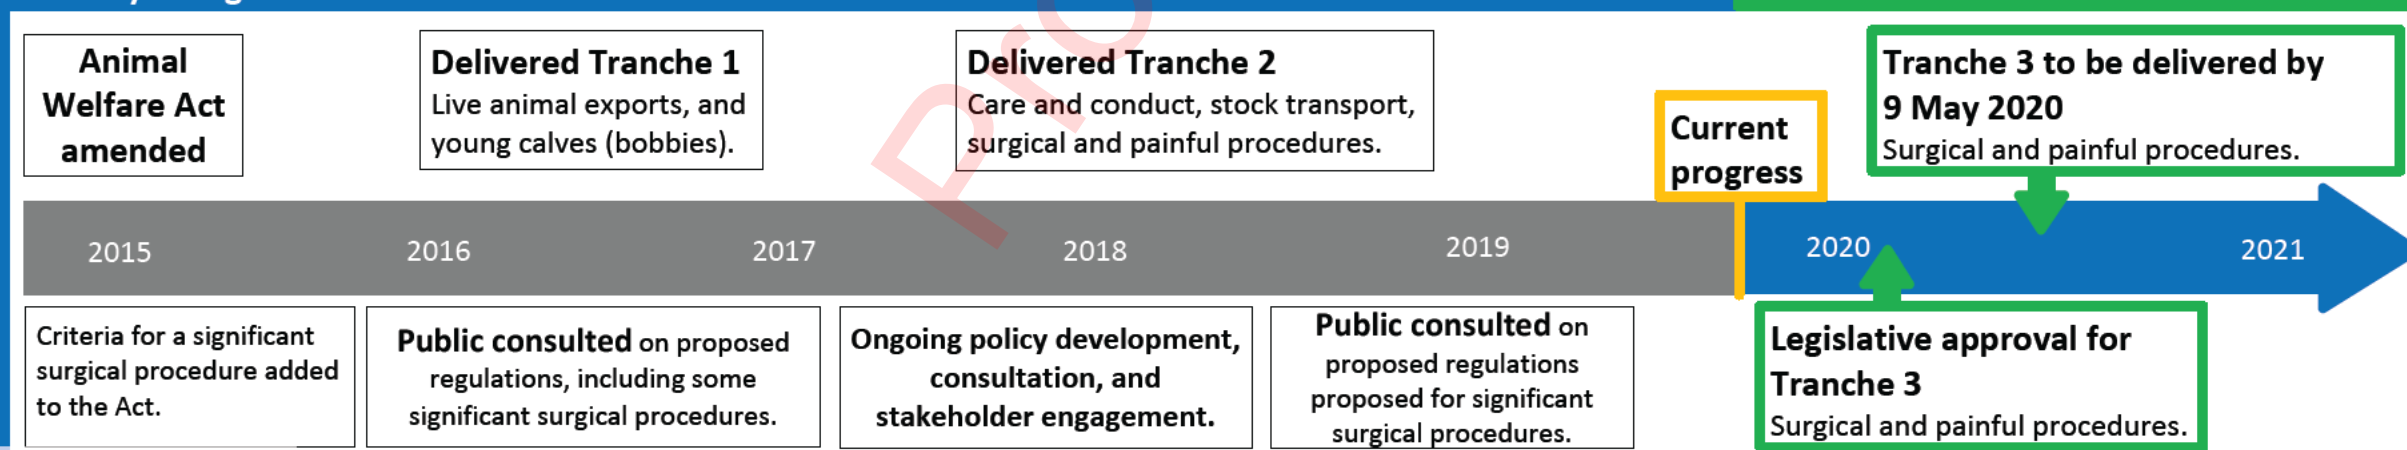 Animal
Welfare Act
amended
Delivered Tranche 1
Live animal exports, and
young calves (bobbies).
Delivered Tranche 2
Care and conduct, stock transport,
surgical and painful procedures.
Current
progress
Tranche 3 to be delivered by
9 May 2020
Surgical and painful procedures.
2015
2016
2017
2018
2019
2020
2021
Criteria for a significant
surgical procedure added
to the Act.
Public consulted on proposed
regulations, including some
significant surgical procedures.
Ongoing policy development,
consultation, and
stakeholder engagement.
Public consulted on
proposed regulations
proposed for significant
surgical procedures.
Legislative approval for
Tranche 3
Surgical and painful procedures.
Pro